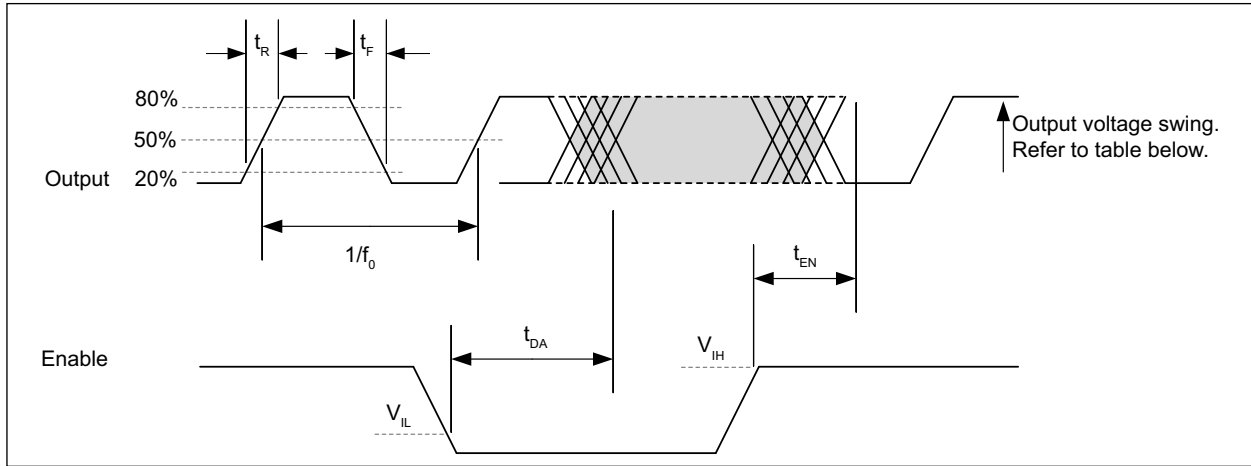 t_R
t_F
80%
50%
20%
Output
1/f_0
Output voltage swing.
Refer to table below.
t_EN
t_DA
Enable
V_IH
V_IL